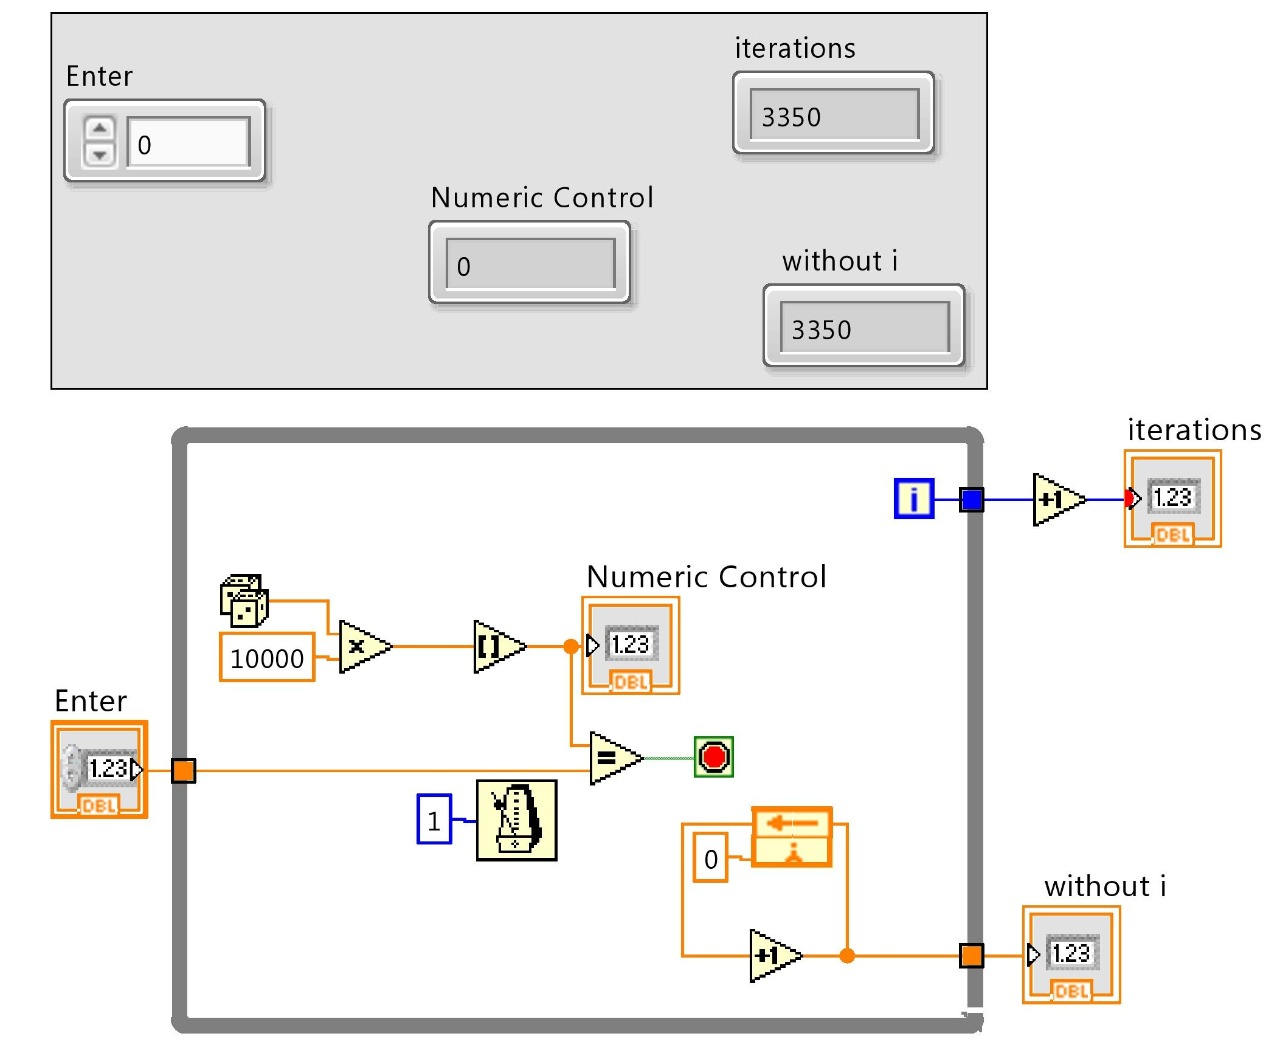 iterations
Enter
3350
0
Numeric Control
0
without i
3350
iterations
i
+1
1.23
DBL
Numeric Control
x
[]
1.23
10000
DBL
Enter
=
1.23
DBL
1
0
i
without i
+1
1.23
DBL